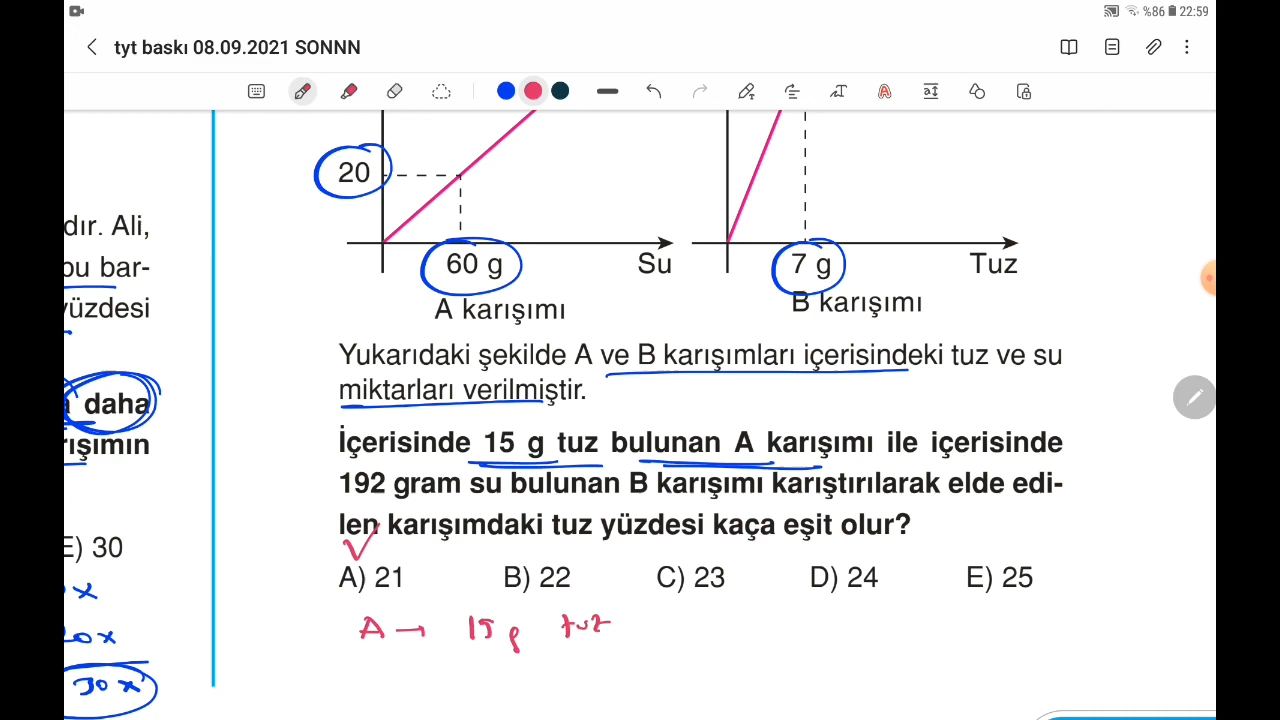 %86 22:59
tyt baskı 08.09.2021 SONNN
20
60 g
Su
7 g
Tuz
A karışımı
B karışımı
dır. Ali,
bu bar-
yüzdesi
daha
rışımın
E) 30
Yukarıdaki şekilde A ve B karışımları içerisindeki tuz ve su
miktarları verilmiştir.
İçerisinde 15 g tuz bulunan A karışımı ile içerisinde
192 gram su bulunan B karışımı karıştırılarak elde edi-
len karışımdaki tuz yüzdesi kaça eşit olur?
A) 21 B) 22 C) 23 D) 24 E) 25
A → 15 g tuz
30 x